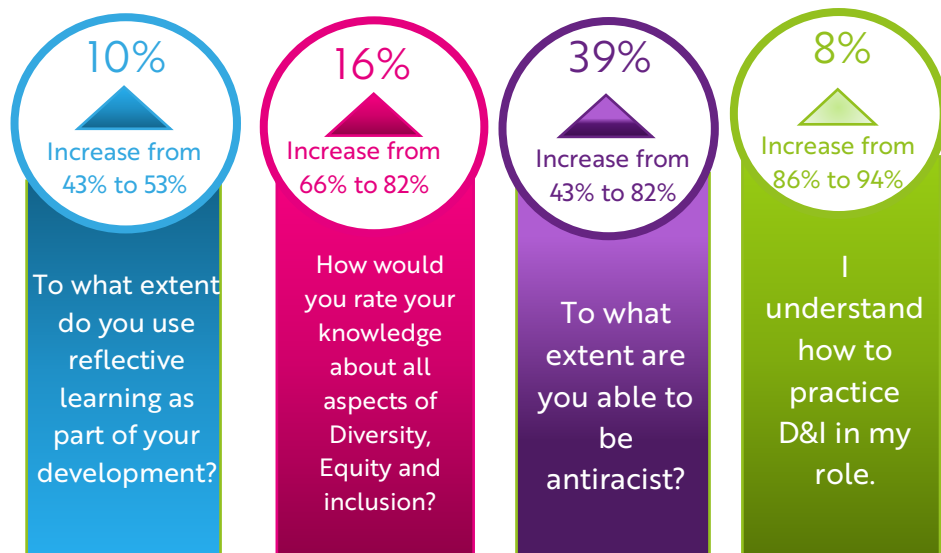 10%
Increase from
43% to 53%
To what extent
do you use
reflective
learning as
part of your
development?
16%
Increase from
66% to 82%
How would
you rate your
knowledge
about all
aspects of
Diversity,
Equity and
inclusion?
39%
Increase from
43% to 82%
To what
extent are
you able to
be
antiracist?
8%
Increase from
86% to 94%
I
understand
how to
practice
D&I in my
role.